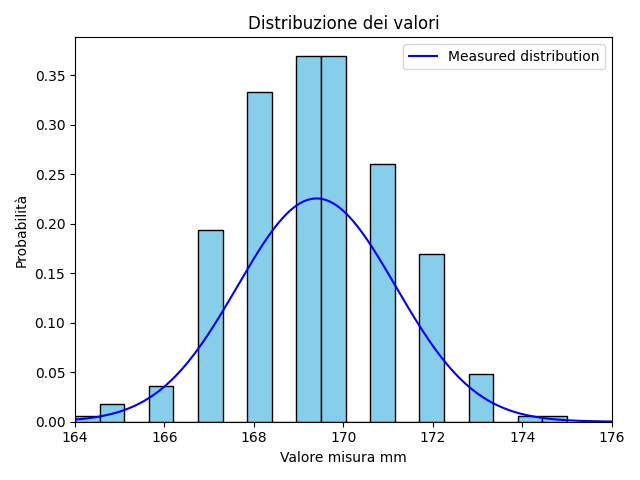 Distribuzione dei valori
Measured distribution
Probabilità
0.35
0.30
0.25
0.20
0.15
0.10
0.05
0.00
164 166 168 170 172 174 176
Valore misura mm